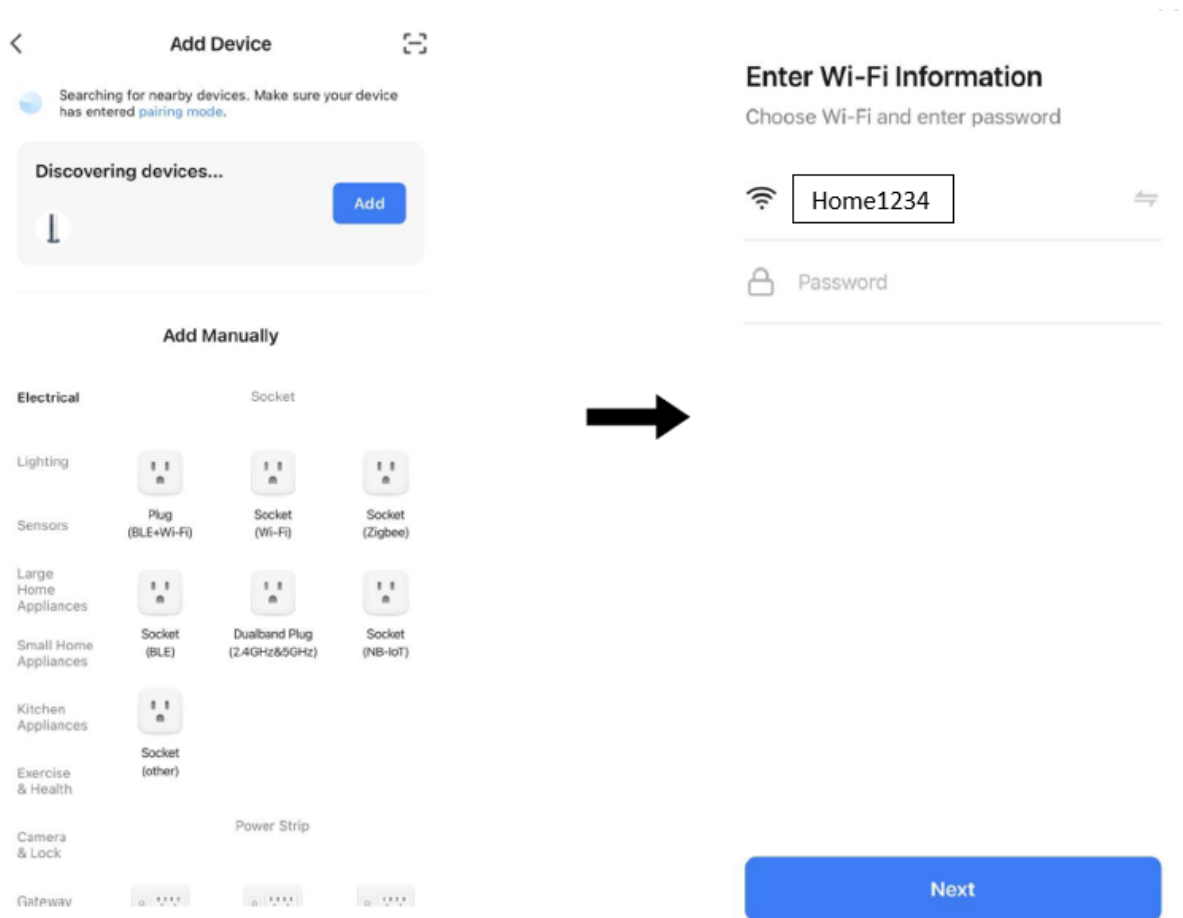 Add Device
Searching for nearby devices. Make sure your device
has entered pairing mode.
Discovering devices...
Add
Add Manually
Electrical
Socket
Lighting
Plug
(BLE+Wi-Fi)
Socket
(Wi-Fi)
Socket
(Zigbee)
Sensors
Large
Home
Appliances
Socket
(BLE)
Dualband Plug
(2.4GHz&5GHz)
Socket
(NB-IoT)
Small Home
Appliances
Kitchen
Appliances
Socket
(other)
Exercise
& Health
Power Strip
Camera
& Lock
Gateway
Enter Wi-Fi Information
Choose Wi-Fi and enter password
Home1234
Password
Next